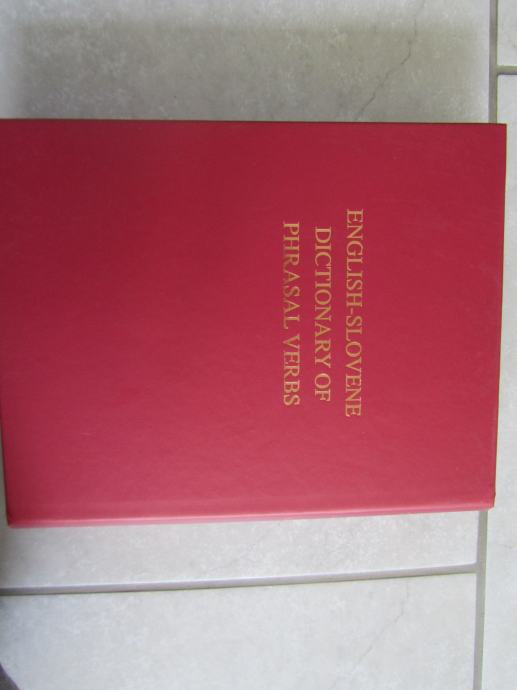 ENGLISH-SLOVENE
DICTIONARY OF
PHRASAL VERBS